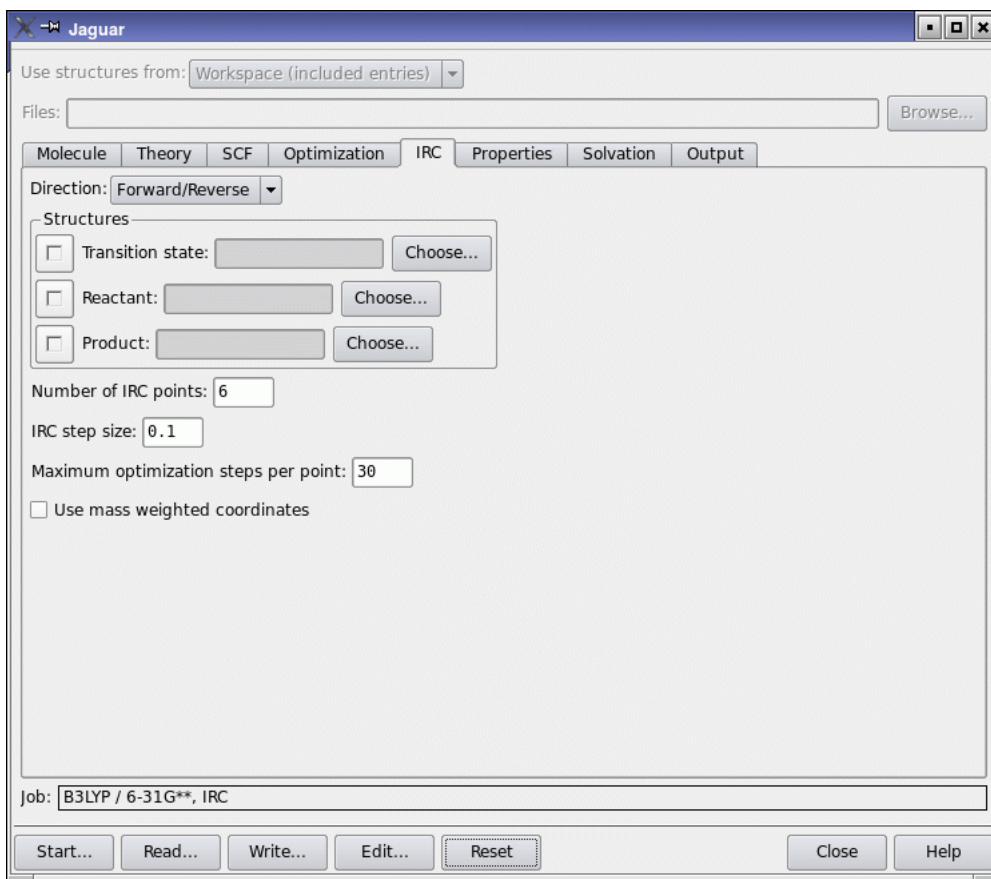 Jaguar
Use structures from: Workspace (included entries)
Files: Browse...
Molecule Theory SCF Optimization IRC Properties Solvation Output
Direction: Forward/Reverse
Structures
Transition state: Choose...
Reactant: Choose...
Product: Choose...
Number of IRC points: 6
IRC step size: 0.1
Maximum optimization steps per point: 30
Use mass weighted coordinates
Job: B3LYP / 6-31G**, IRC
Start... Read... Write... Edit... Reset Close Help